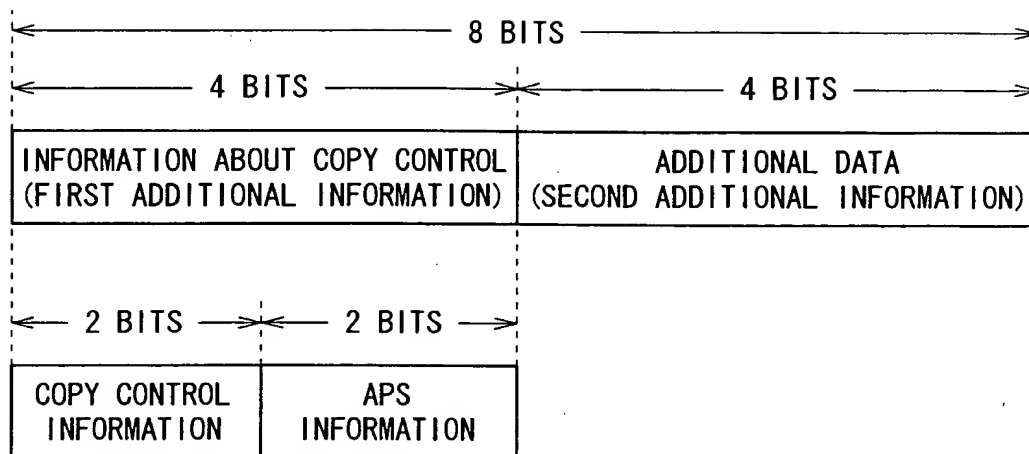 8 BITS
4 BITS
4 BITS
INFORMATION ABOUT COPY CONTROL
(FIRST ADDITIONAL INFORMATION)
ADDITIONAL DATA
(SECOND ADDITIONAL INFORMATION)
2 BITS
2 BITS
COPY CONTROL
INFORMATION
APS
INFORMATION